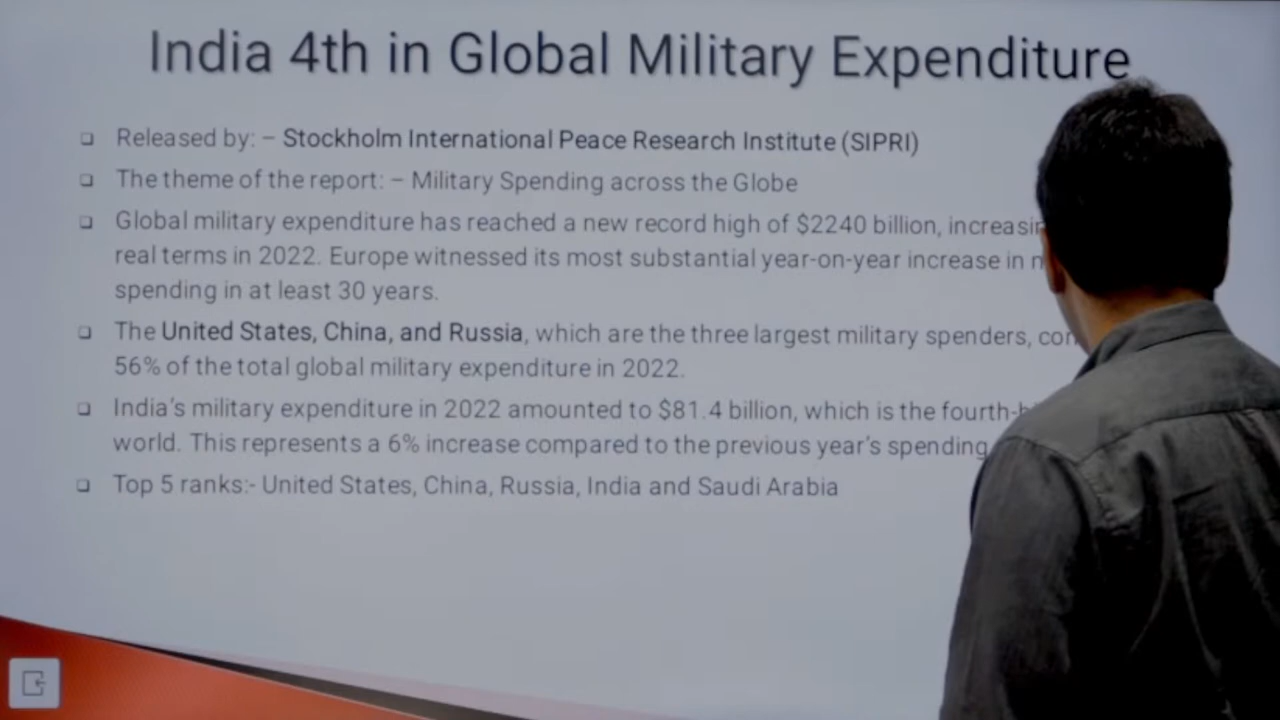 India 4th in Global Military Expenditure
Released by: – Stockholm International Peace Research Institute (SIPRI)
The theme of the report: – Military Spending across the Globe
Global military expenditure has reached a new record high of $2240 billion,
real terms in 2022. Europe witnessed its most substantial year-on-year increase in
spending in at least 30 years.
The United States, China, and Russia, which are the three largest military spenders,
56% of the total global military expenditure in 2022.
India's military expenditure in 2022 amounted to $81.4 billion, which is the
world. This represents a 6% increase compared to the previous year's spending
Top 5 ranks:- United States, China, Russia, India and Saudi Arabia